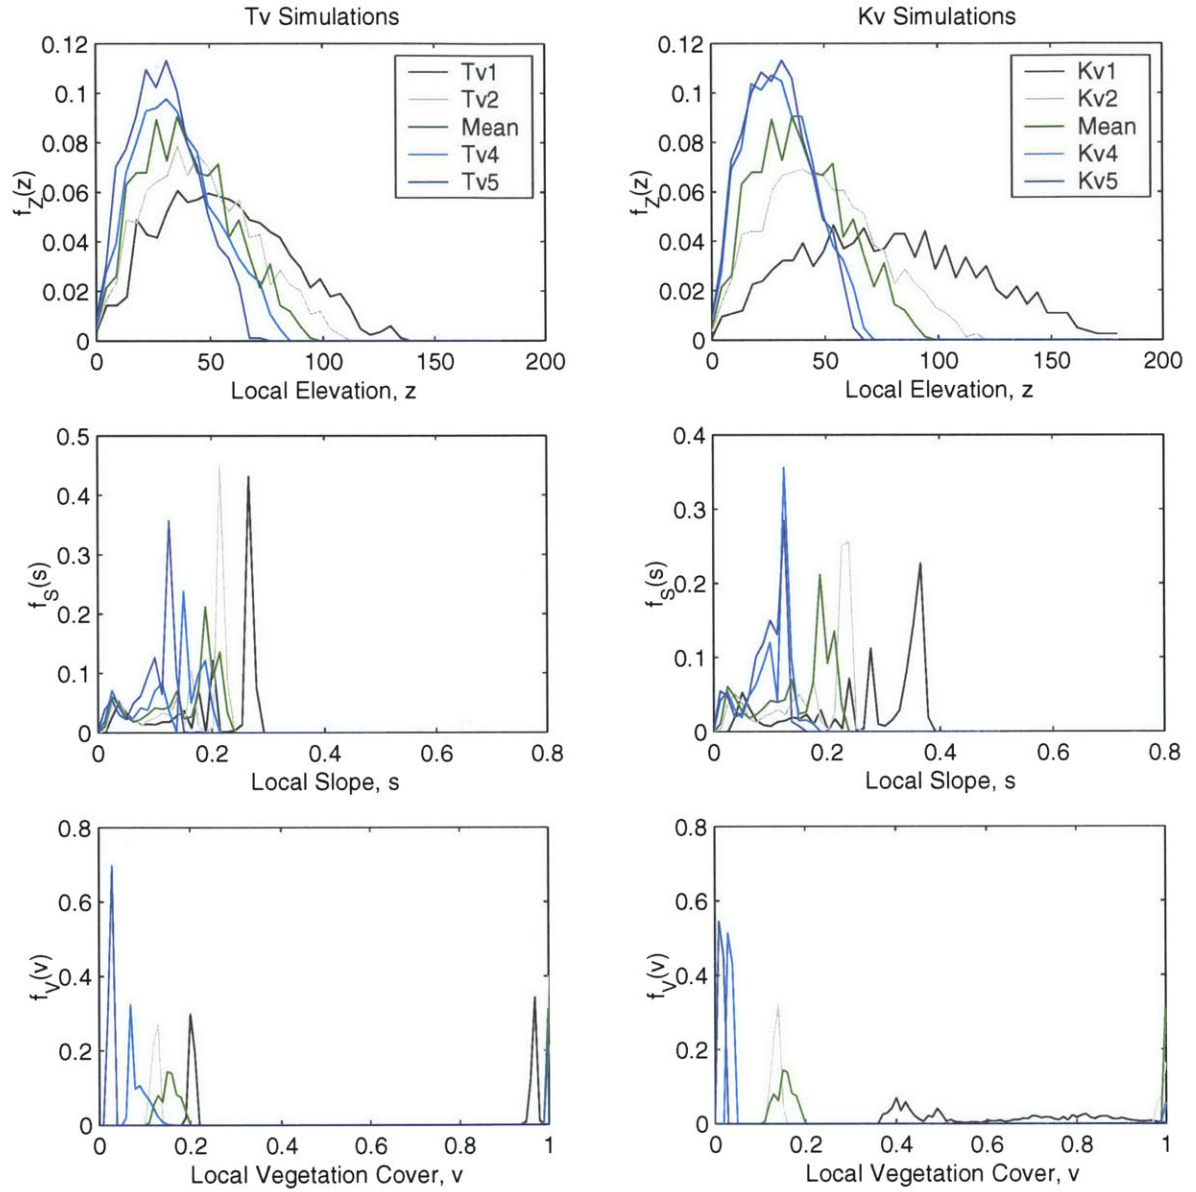 Tv Simulations
0.12
0.1
0.08
0.06
0.04
0.02
0
f_Z(z)
Tv1
Tv2
Mean
Tv4
Tv5
0 50 100 150 200
Local Elevation, z
Kv Simulations
0.12
0.1
0.08
0.06
0.04
0.02
0
f_Z(z)
Kv1
Kv2
Mean
Kv4
Kv5
0 50 100 150 200
Local Elevation, z
0.5
0.4
0.3
0.2
0.1
0
f_S(s)
0 0.2 0.4 0.6 0.8
Local Slope, s
0.4
0.3
0.2
0.1
0
f_S(s)
0 0.2 0.4 0.6 0.8
Local Slope, s
0.8
0.6
0.4
0.2
0
f_V(v)
0 0.2 0.4 0.6 0.8 1
Local Vegetation Cover, v
0.8
0.6
0.4
0.2
0
f_V(v)
0 0.2 0.4 0.6 0.8 1
Local Vegetation Cover, v